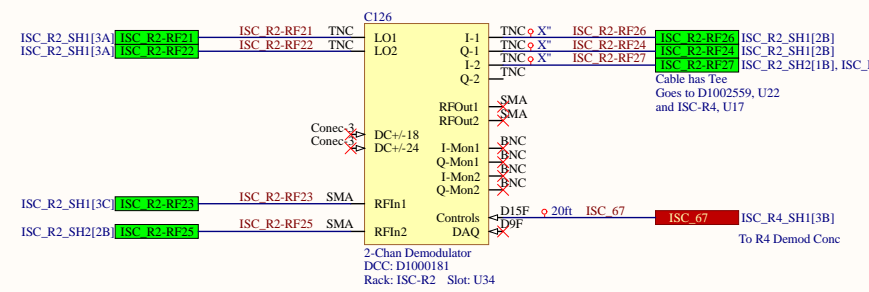 C126
ISC_R2_SH1[3A] ISC_R2-RF21 ISC_R2-RF21 TNC LO1 I-1 TNC X" ISC_R2-RF26 ISC_R2-RF26 ISC_R2_SH1[2B]
ISC_R2_SH1[3A] ISC_R2-RF22 ISC_R2-RF22 TNC LO2 Q-1 TNC X" ISC_R2-RF24 ISC_R2-RF24 ISC_R2_SH1[2B]
I-2 TNC X" ISC_R2-RF27 ISC_R2-RF27 ISC_R2_SH2[1B], ISC_
Q-2 TNC
Cable has Tee
Goes to D1002559, U22
and ISC-R4, U17
RFOut1 SMA
RFOut2 SMA
Conec-3 DC+/-18
Conec-3 DC+/-24
I-Mon1 BNC
Q-Mon1 BNC
I-Mon2 BNC
Q-Mon2 BNC
ISC_R2_SH1[3C] ISC_R2-RF23 ISC_R2-RF23 SMA RFIn1
Controls D15F 20ft ISC_67 ISC_67 ISC_R4_SH1[3B]
ISC_R2_SH2[2B] ISC_R2-RF25 ISC_R2-RF25 SMA RFIn2 DAQ D9F
To R4 Demod Conc
2-Chan Demodulator
DCC: D1000181
Rack: ISC-R2 Slot: U34